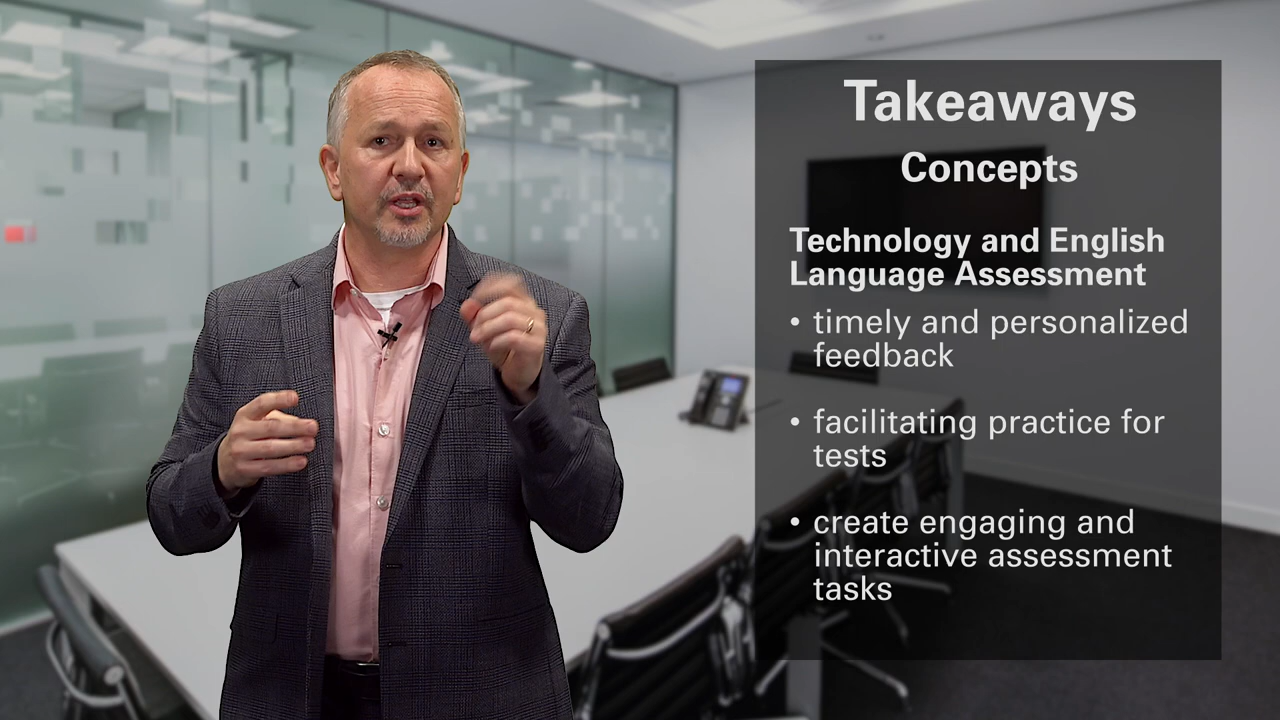 Takeaways
Concepts
Technology and English
Language Assessment
• timely and personalized
feedback
• facilitating practice for
tests
• create engaging and
interactive assessment
tasks